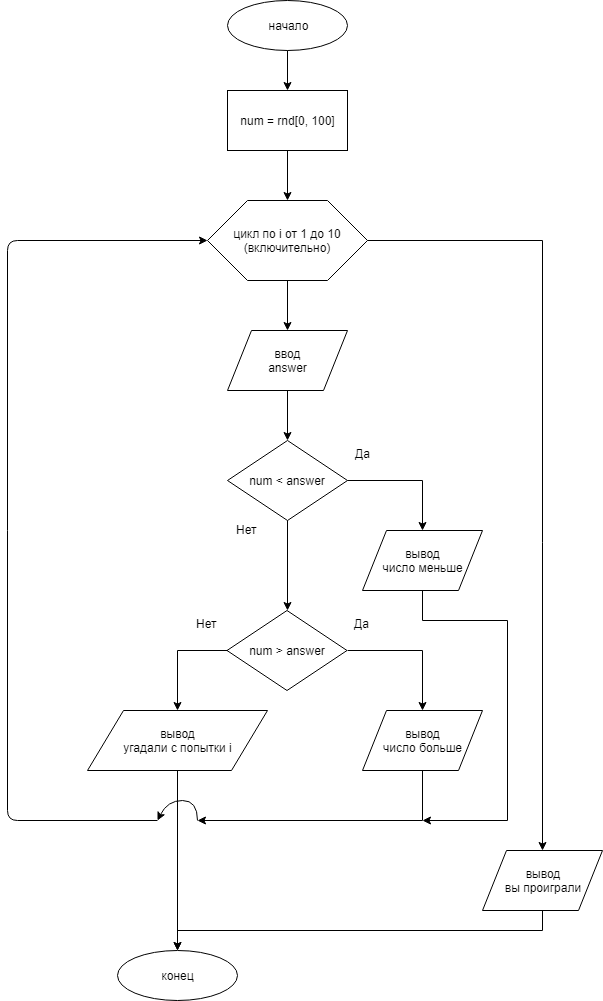 начало
num = rnd[0, 100]
цикл по i от 1 до 10
(включительно)
ввод
answer
Да
num < answer
Нет
вывод
число меньше
Нет
Да
num > answer
вывод
угадали с попытки i
вывод
число больше
вывод
вы проиграли
конец